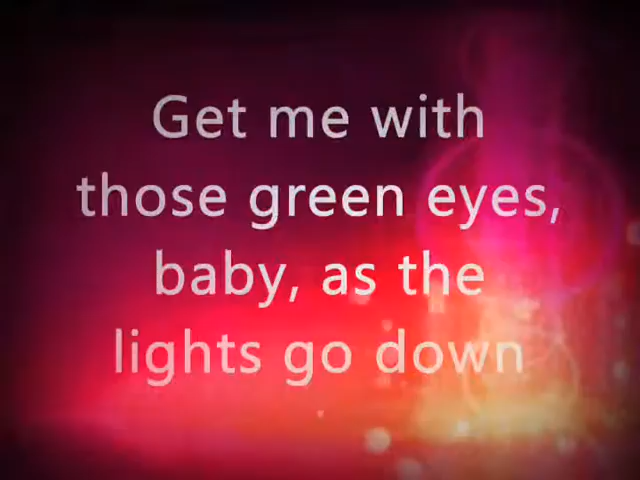 Get me with
those green eyes,
baby, as the
lights go down